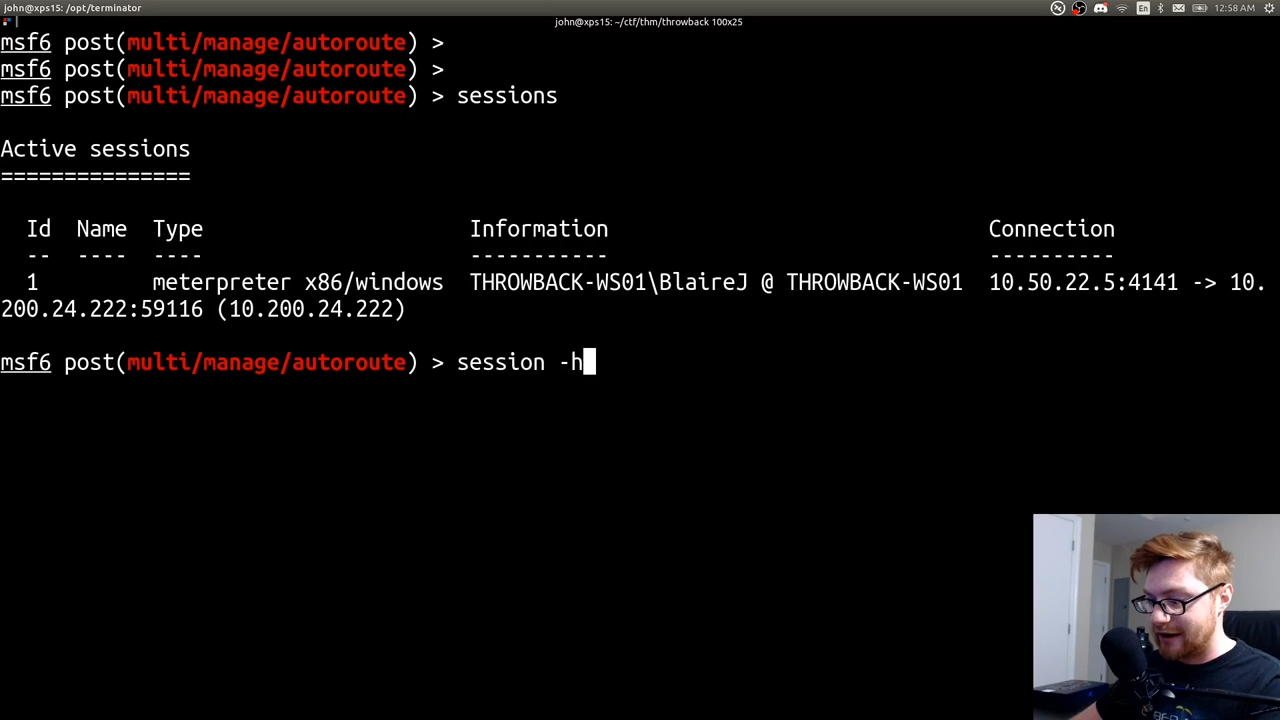 john@xps15: /opt/terminator
En
12:58 AM
john@xps15: ~/ctf/thm/throwback 100x25
msf6 post(multi/manage/autoroute) >
msf6 post(multi/manage/autoroute) >
msf6 post(multi/manage/autoroute) > sessions
Active sessions
===============
Id Name Type Information Connection
-- ---- ---- ----------- ----------
1 meterpreter x86/windows THROWBACK-WS01\BlaireJ @ THROWBACK-WS01 10.50.22.5:4141 -> 10.
200.24.222:59116 (10.200.24.222)
msf6 post(multi/manage/autoroute) > session -h